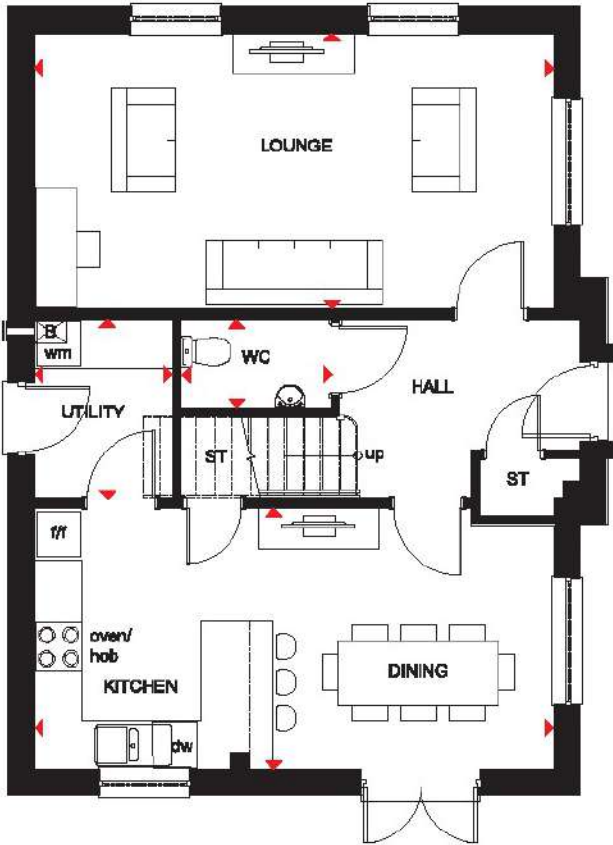 LOUNGE
B
wm
WC
HALL
UTILITY
ST
up
ST
f/f
oven/
hob
KITCHEN
DINING
dw